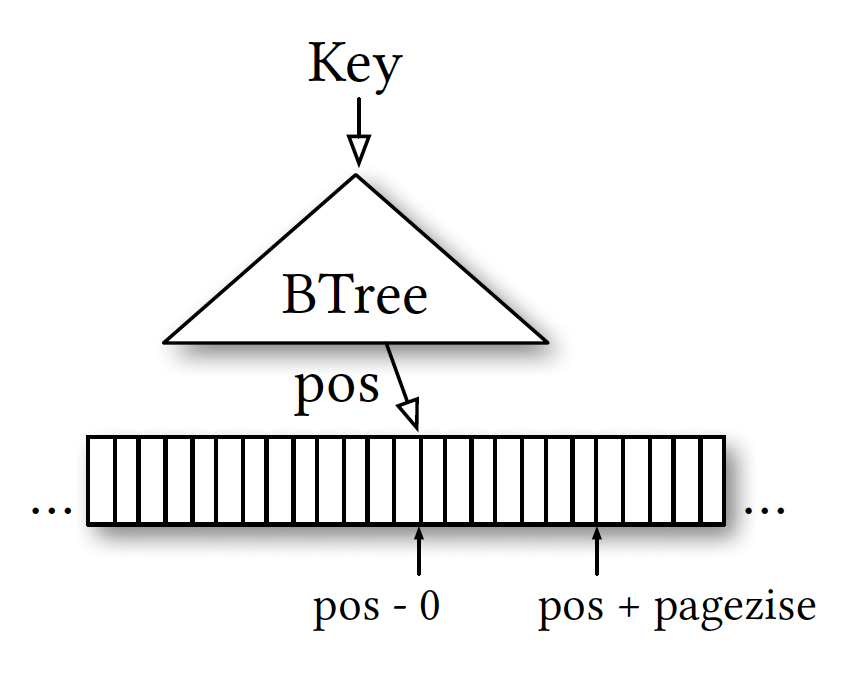 Key
BTree
pos
... ...
pos - 0 pos + pagezise